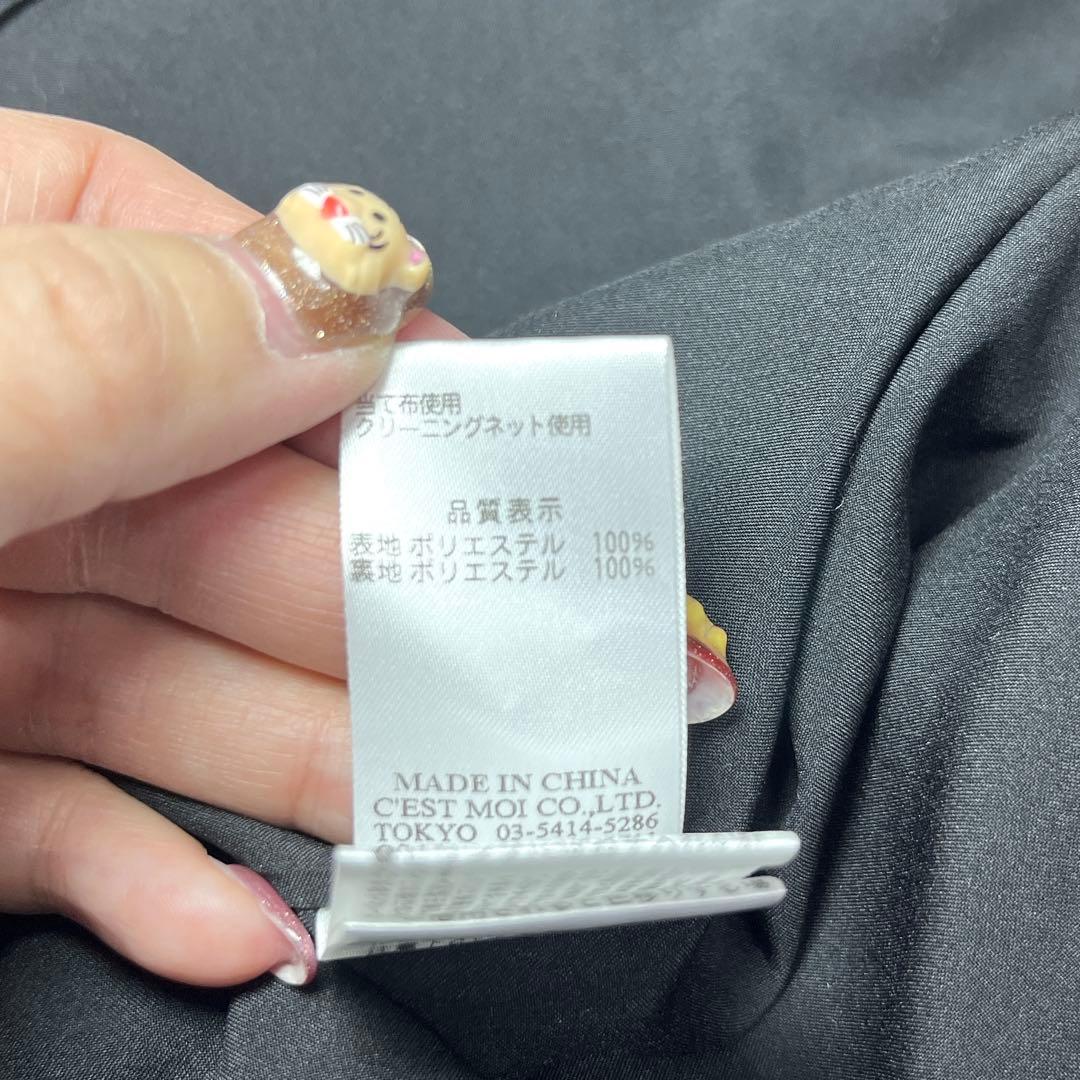 当て布使用
クリーニングネット使用
品質表示
表地 ポリエステル 100%
裏地 ポリエステル 100%
MADE IN CHINA
C'EST MOI CO.,LTD.
TOKYO 03-5414-5286